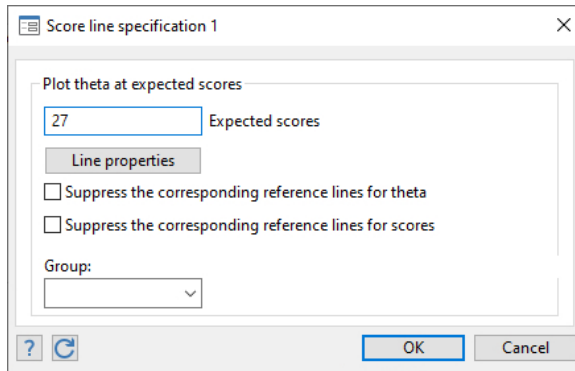 Score line specification 1
Plot theta at expected scores
27 Expected scores
Line properties
Suppress the corresponding reference lines for theta
Suppress the corresponding reference lines for scores
Group:
? OK Cancel